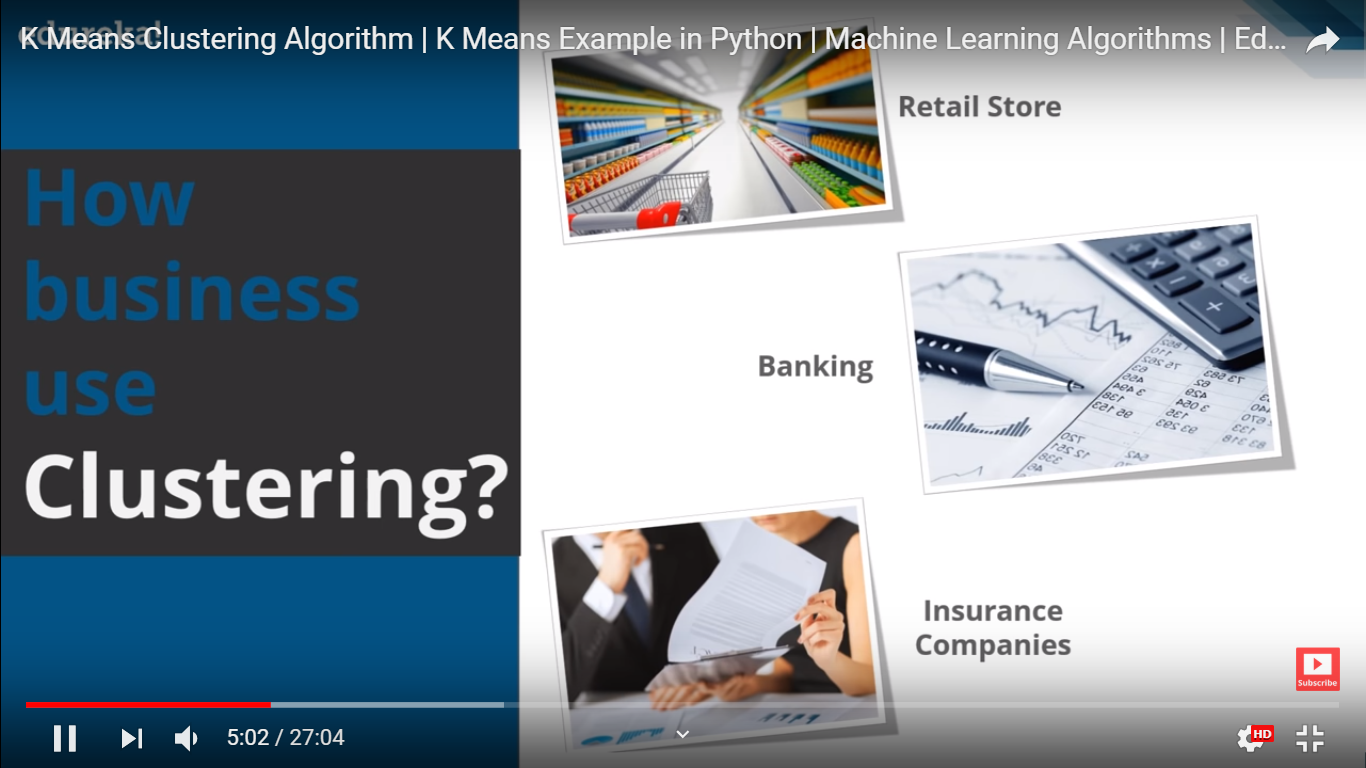 K Means Clustering Algorithm | K Means Example in Python | Machine Learning Algorithms | Ed...
edureka!
Retail Store
How
business
use
Clustering?
Banking
Insurance
Companies
Subscribe
5:02 / 27:04
HD